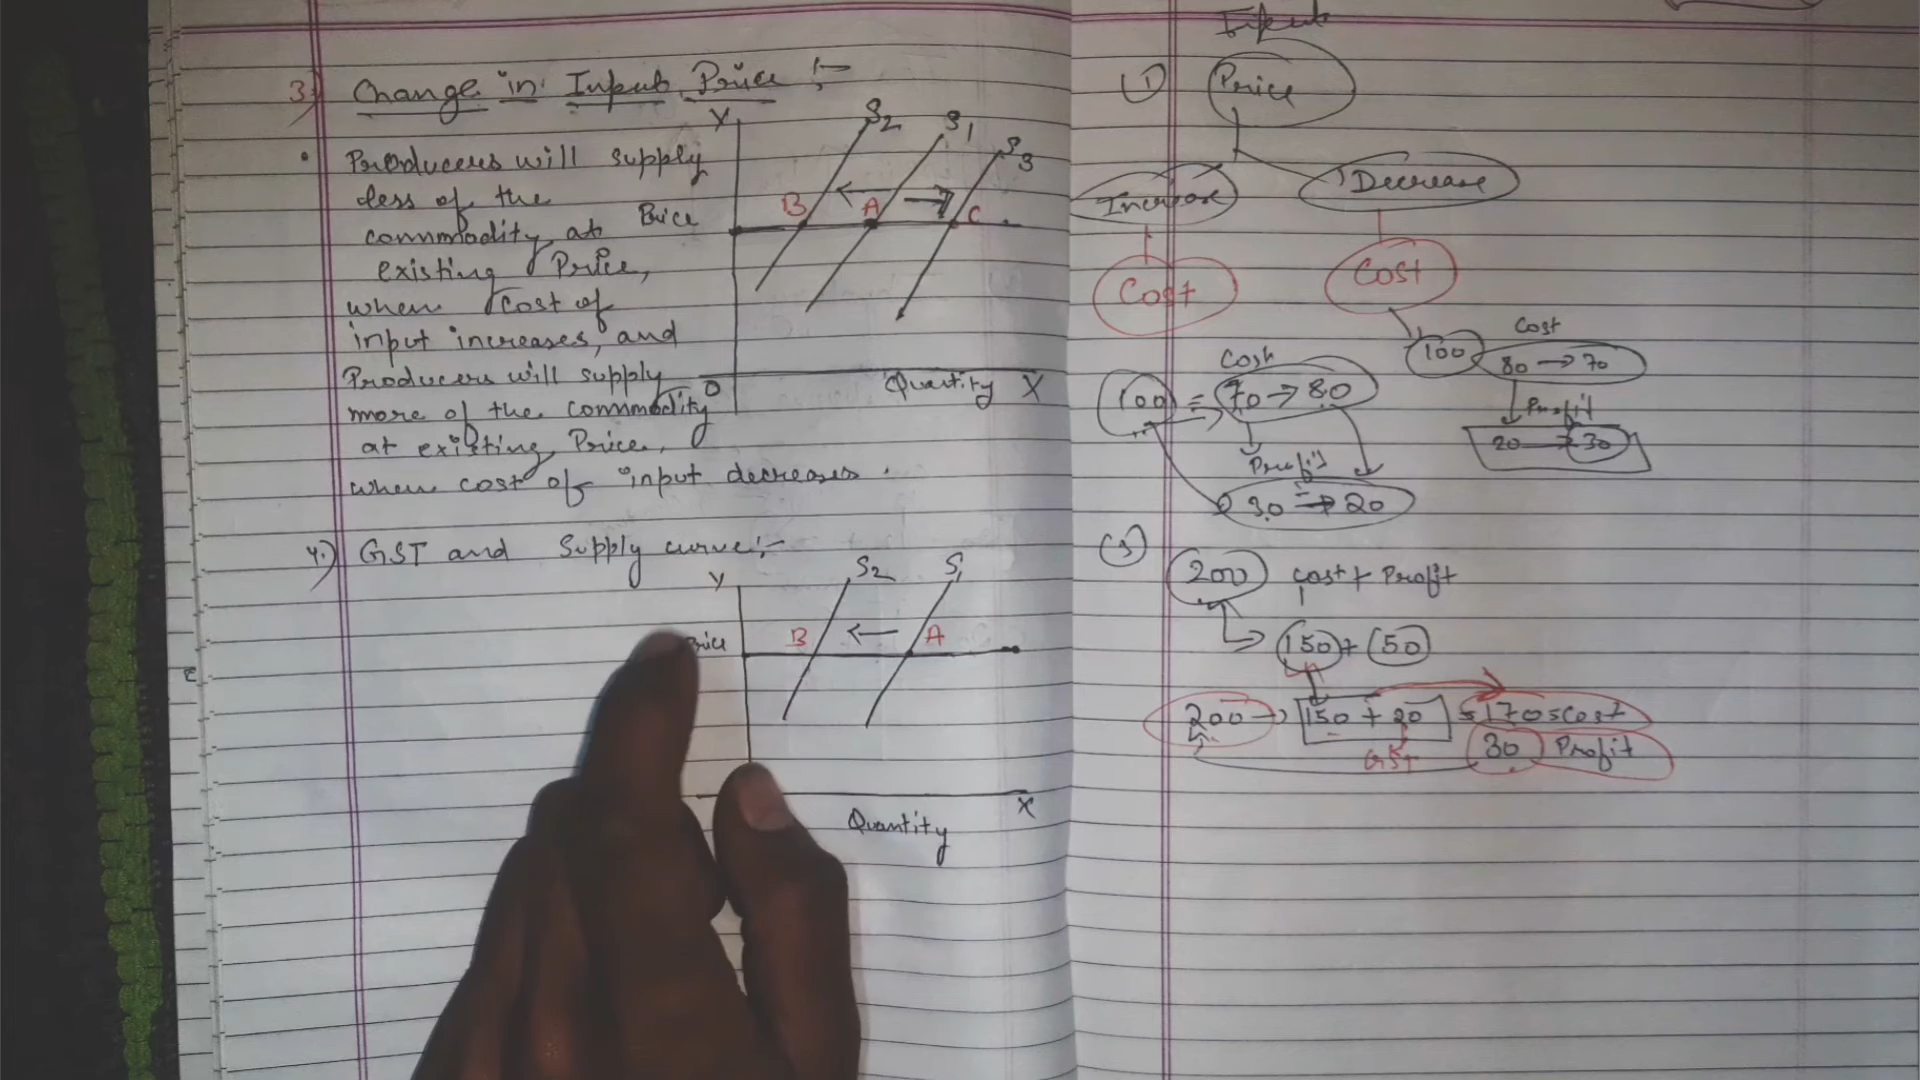 3) Change in Input Price :-
• Producers will supply
less of the
commodity at
existing Price,
when cost of
input increases, and
Producers will supply
more of the commodity
at existing Price,
when cost of input decreases.
Y
S2
S1
S3
Price
B
A
C
O
Quantity
X
4.) GST and Supply curve :-
Y
S2
S1
B
A
Quantity
X
Input
(1)
Price
Increase
Decrease
Cost
Cost
Cost
100
80 → 70
Profit
20 → 30
Cost
100 = 70 → 80
Profit
30 → 20
200 Cost + Profit
150 + 50
200 → 150 + 20 = 170 = cost
GST
30 Profit